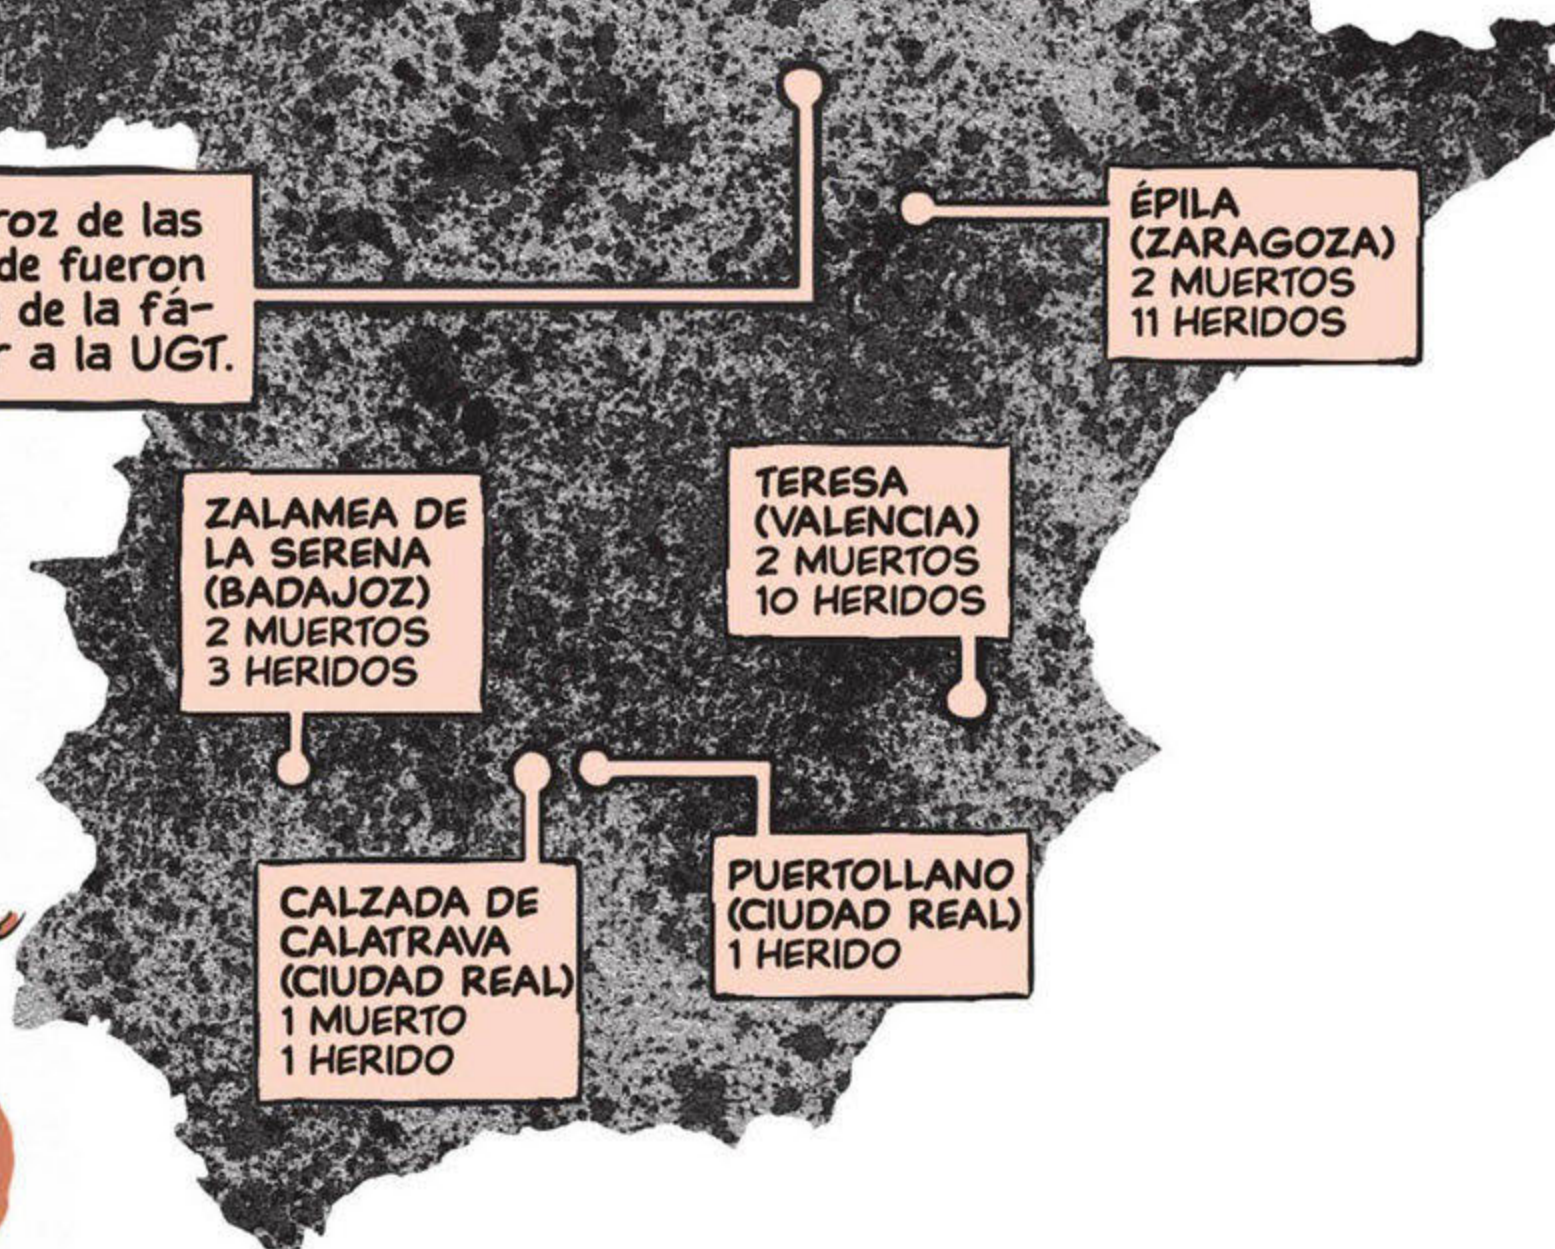 roz de las
de fueron
de la fá-
r a la UGT.
ÉPILA
(ZARAGOZA)
2 MUERTOS
11 HERIDOS
ZALAMEA DE
LA SERENA
(BADAJOZ)
2 MUERTOS
3 HERIDOS
TERESA
(VALENCIA)
2 MUERTOS
10 HERIDOS
CALZADA DE
CALATRAVA
(CIUDAD REAL)
1 MUERTO
1 HERIDO
PUERTOLLANO
(CIUDAD REAL)
1 HERIDO